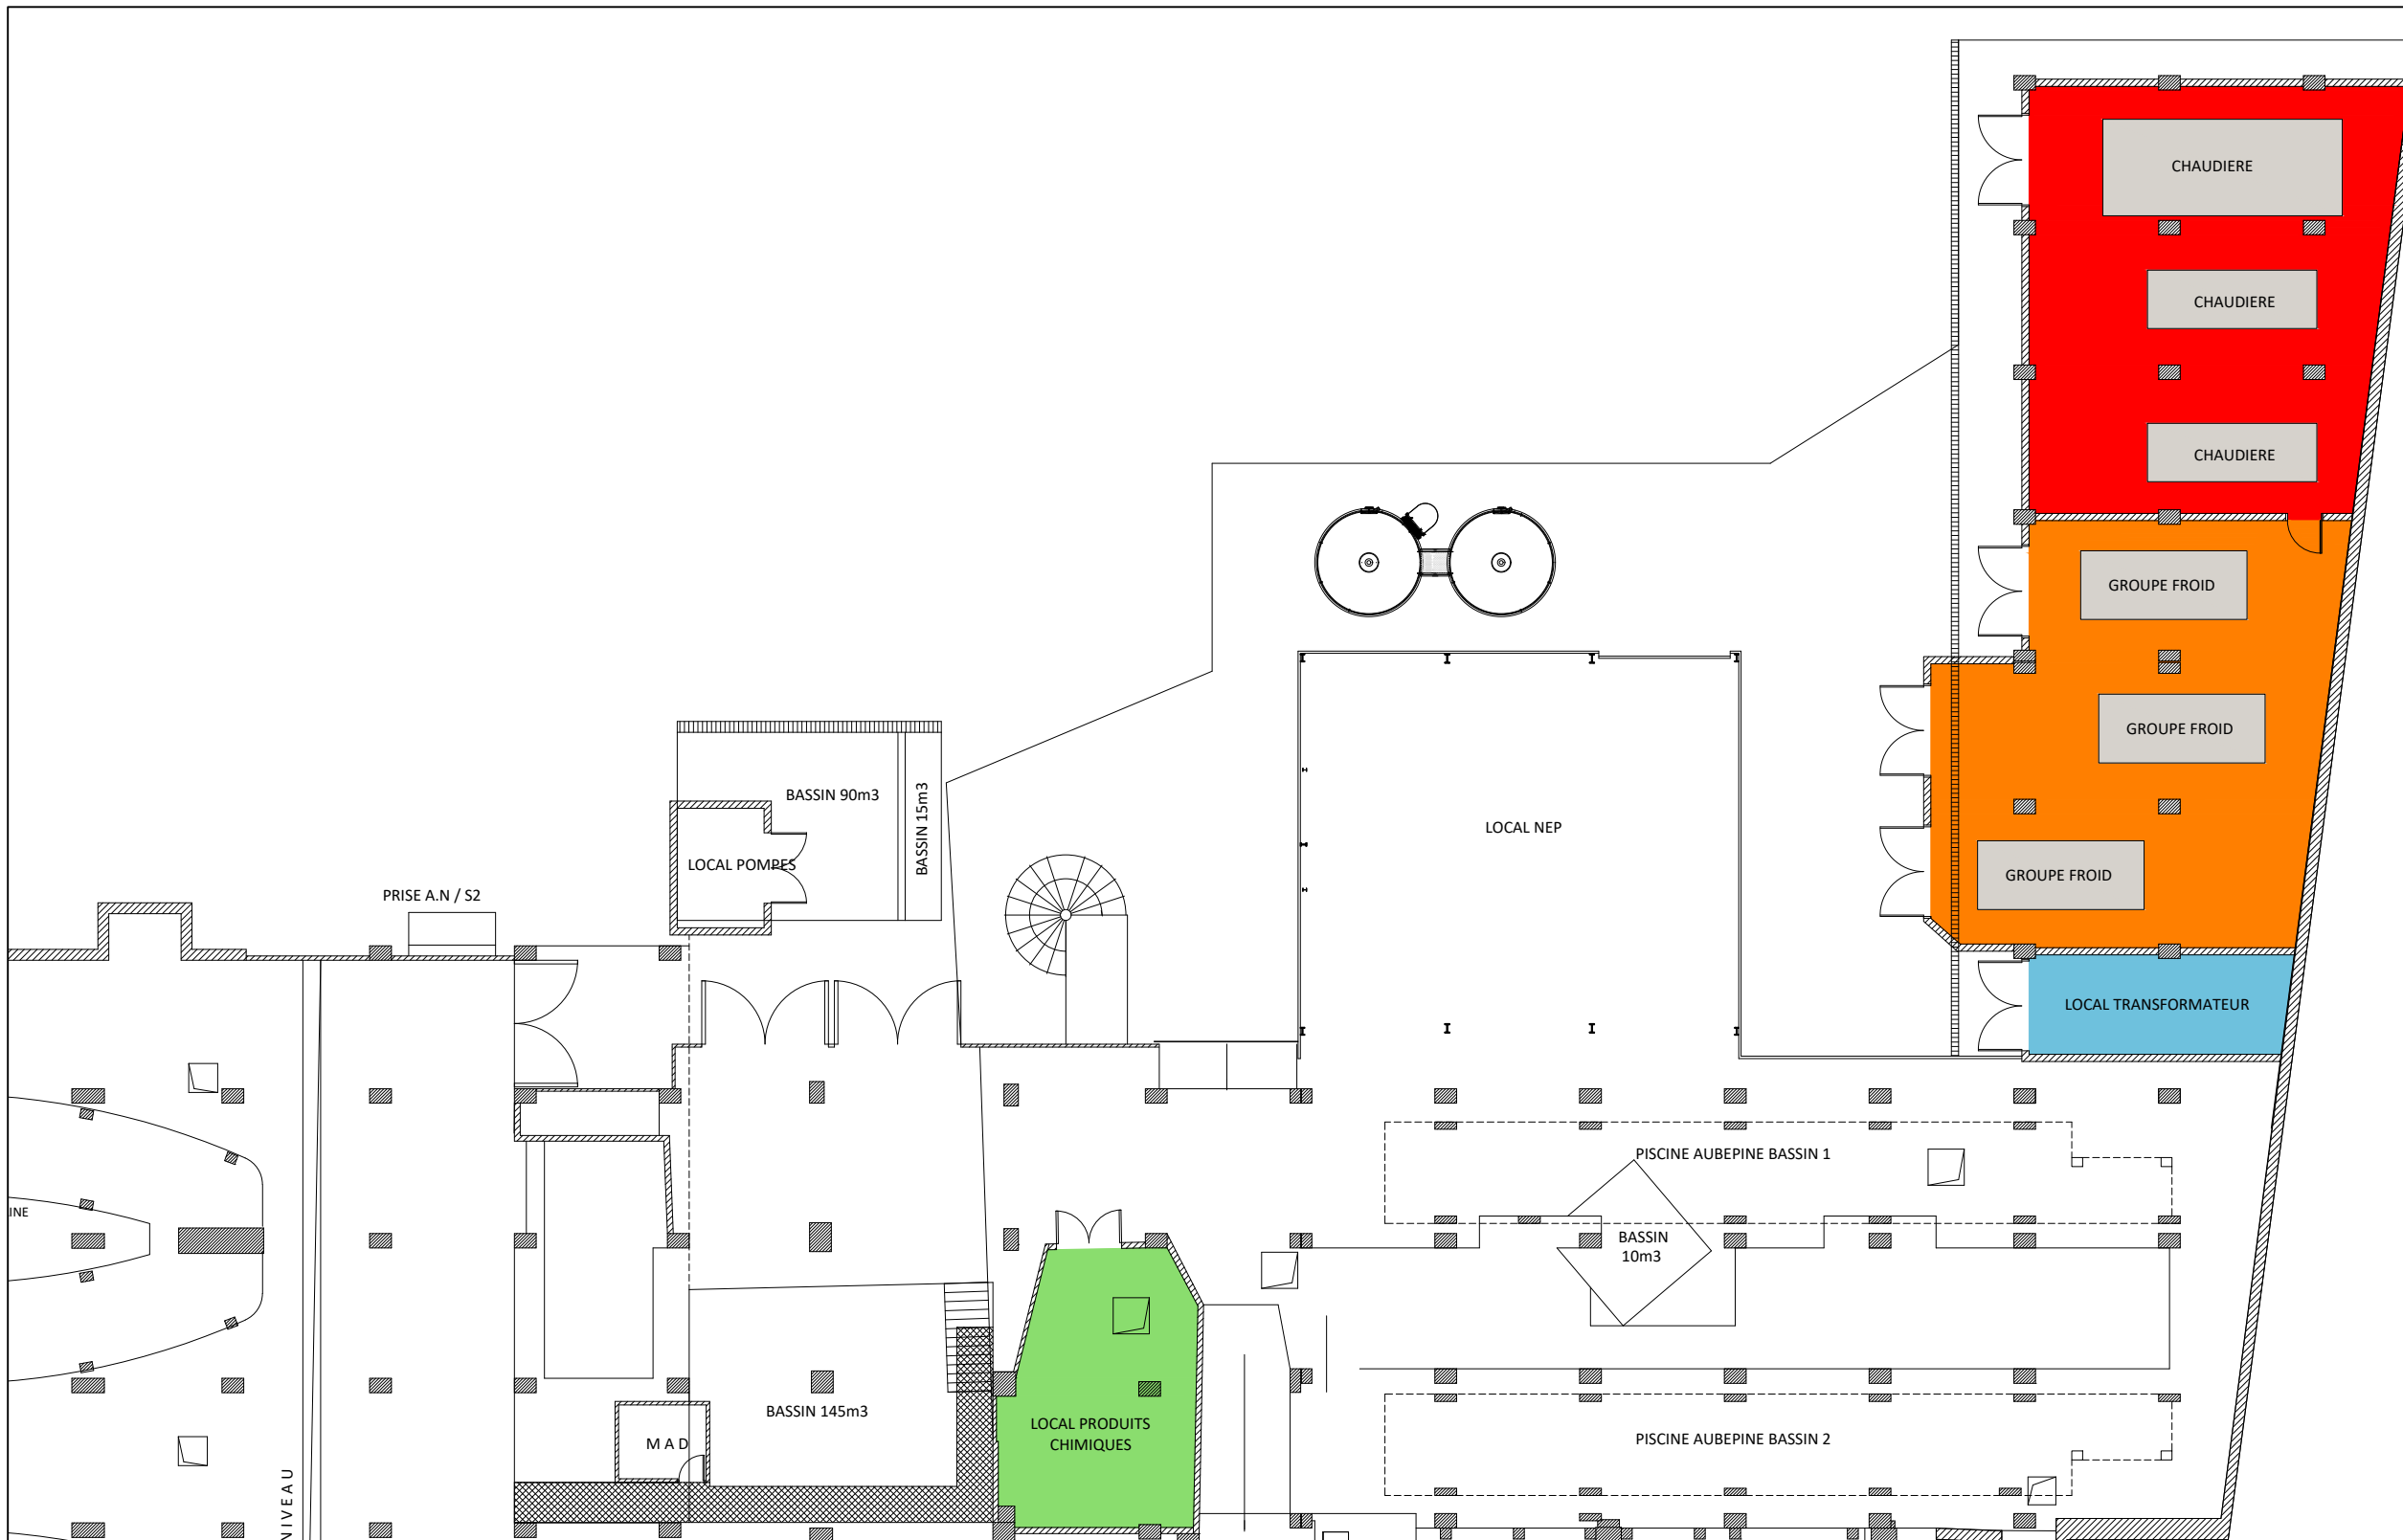 CHAUDIERE
CHAUDIERE
CHAUDIERE
GROUPE FROID
GROUPE FROID
BASSIN 90m3
BASSIN 15m3
LOCAL NEP
LOCAL POMPES
GROUPE FROID
PRISE A.N / S2
LOCAL TRANSFORMATEUR
PISCINE AUBEPINE BASSIN 1
INE
BASSIN
10m3
BASSIN 145m3
LOCAL PRODUITS
CHIMIQUES
M A D
PISCINE AUBEPINE BASSIN 2
NIVEAU